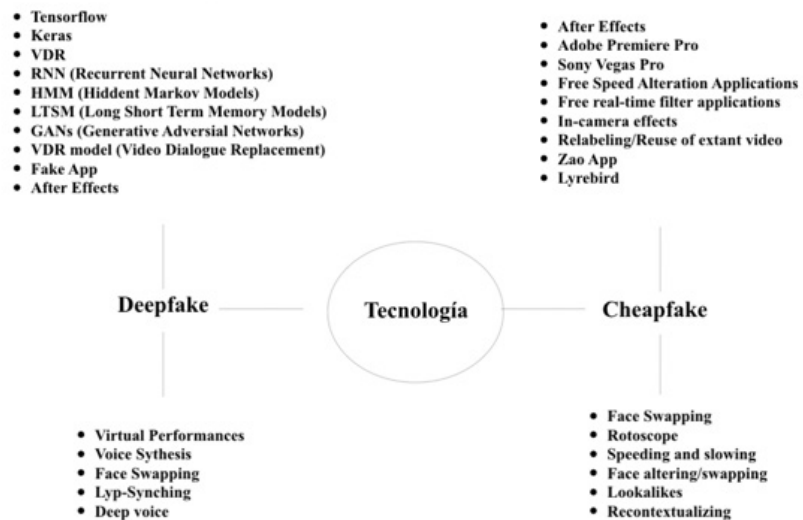 Tensorflow
Keras
VDR
RNN (Recurrent Neural Networks)
HMM (Hiddent Markov Models)
LTSM (Long Short Term Memory Models)
GANs (Generative Adversial Networks)
VDR model (Video Dialogue Replacement)
Fake App
After Effects
After Effects
Adobe Premiere Pro
Sony Vegas Pro
Free Speed Alteration Applications
Free real-time filter applications
In-camera effects
Relabeling/Reuse of extant video
Zao App
Lyrebird
Deepfake
Tecnología
Cheapfake
Virtual Performances
Voice Sythesis
Face Swapping
Lyp-Synching
Deep voice
Face Swapping
Rotoscope
Speeding and slowing
Face altering/swapping
Lookalikes
Recontextualizing